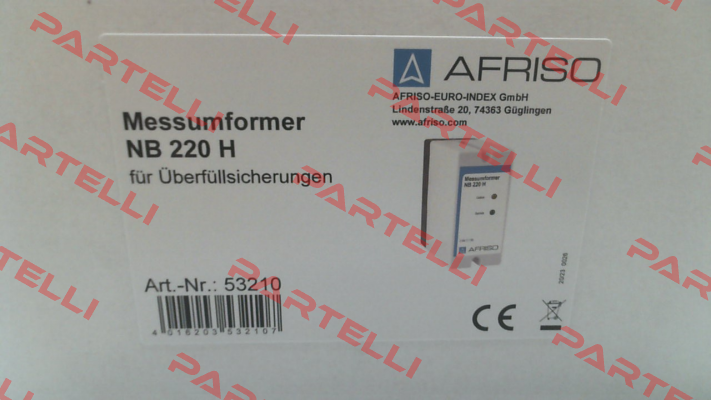 AFRISO
AFRISO-EURO-INDEX GmbH
Lindenstraße 20, 74363 Güglingen
www.afriso.com
Messumformer
NB 220 H
für Überfüllsicherungen
Messumformer
NB 220 H
AFRISO
Art.-Nr.: 53210
4 016203 532107
CE
PARTELLI
PARTELLI
PARTELLI
PARTELLI
PARTELLI
PARTELLI
PARTELLI
PARTELLI